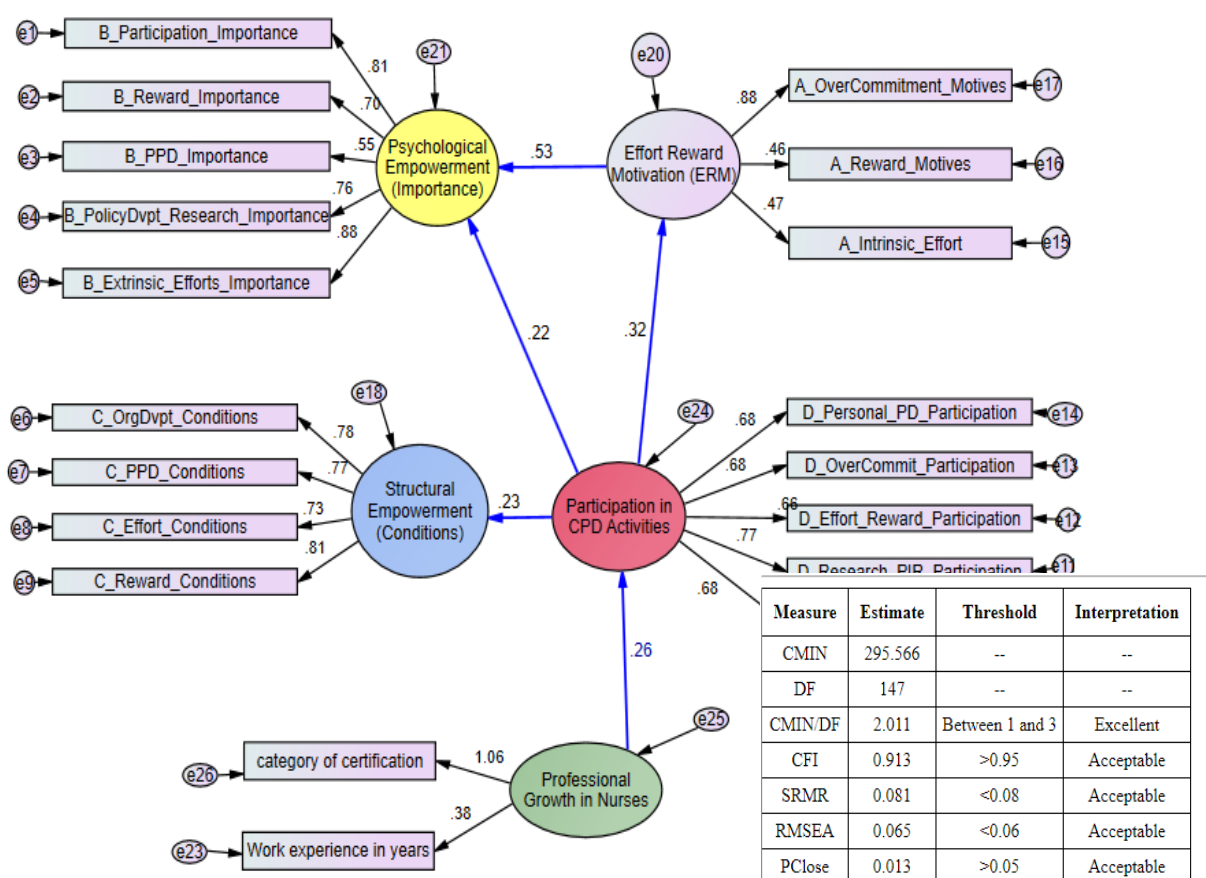 e1
B_Participation_Importance
e2
B_Reward_Importance
e3
B_PPD_Importance
e4
B_PolicyDvpt_Research_Importance
e5
B_Extrinsic_Efforts_Importance
.81
.70
.55
.76
.88
e21
Psychological
Empowerment
(Importance)
.53
e20
Effort Reward
Motivation (ERM)
.88
.46
.47
A_OverCommitment_Motives
e17
A_Reward_Motives
e16
A_Intrinsic_Effort
e15
.22
.32
e6
C_OrgDvpt_Conditions
e7
C_PPD_Conditions
e8
C_Effort_Conditions
e9
C_Reward_Conditions
.78
.77
.73
.81
e18
Structural
Empowerment
(Conditions)
.23
e24
Participation in
CPD Activities
.68
.68
.66
.77
.68
D_Personal_PD_Participation
e14
D_OverCommit_Participation
e13
D_Effort_Reward_Participation
e12
D_Research_PIR_Participation
e11
.26
e25
Professional
Growth in Nurses
1.06
.38
category of certification
e26
Work experience in years
e23
Measure Estimate Threshold Interpretation
CMIN 295.566 -- --
DF 147 -- --
CMIN/DF 2.011 Between 1 and 3 Excellent
CFI 0.913 >0.95 Acceptable
SRMR 0.081 <0.08 Acceptable
RMSEA 0.065 <0.06 Acceptable
PClose 0.013 >0.05 Acceptable